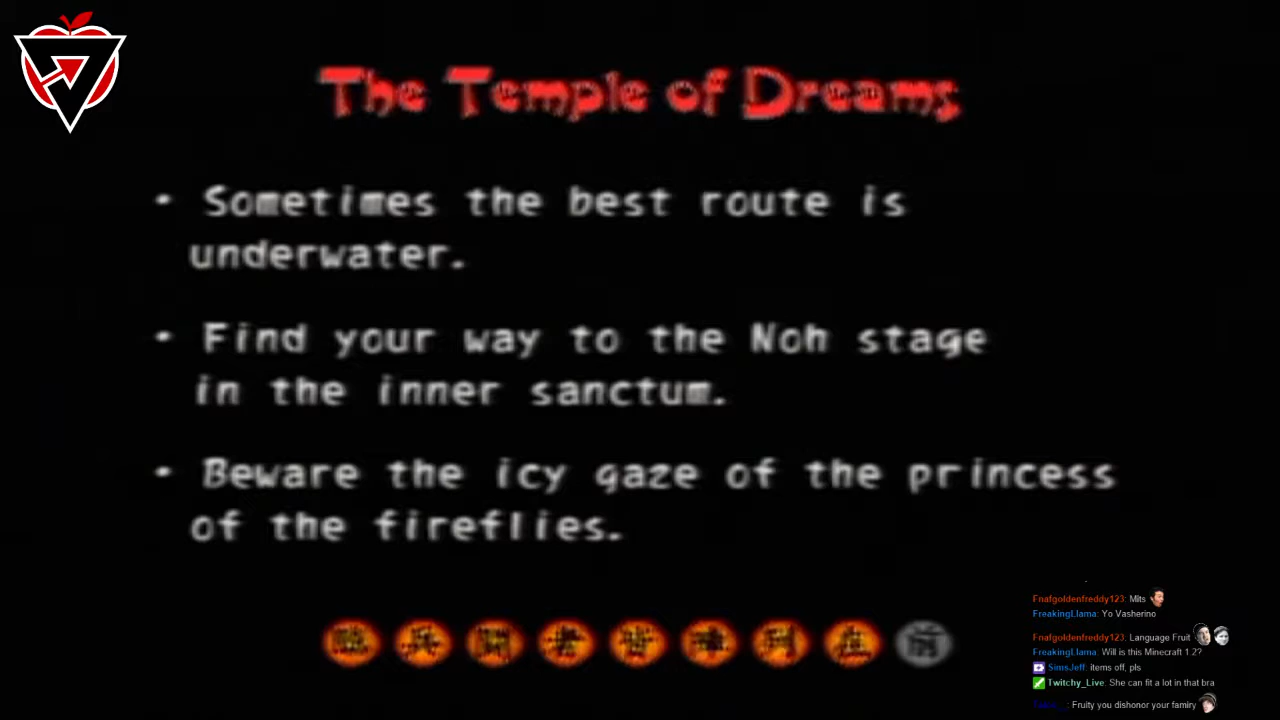 The Temple of Dreams
• Sometimes the best route is
underwater.
• Find your way to the Noh stage
in the inner sanctum.
• Beware the icy gaze of the princess
of the fireflies.
Fnafgoldenfreddy123: Mits
FreakingLlama: Yo Vasherino
Fnafgoldenfreddy123: Language Fruit
FreakingLlama: Will is this Minecraft 1.2?
SimsJeff: items off, pls
Twitchy_Live: She can fit a lot in that bra
: Fruity you dishonor your famiry